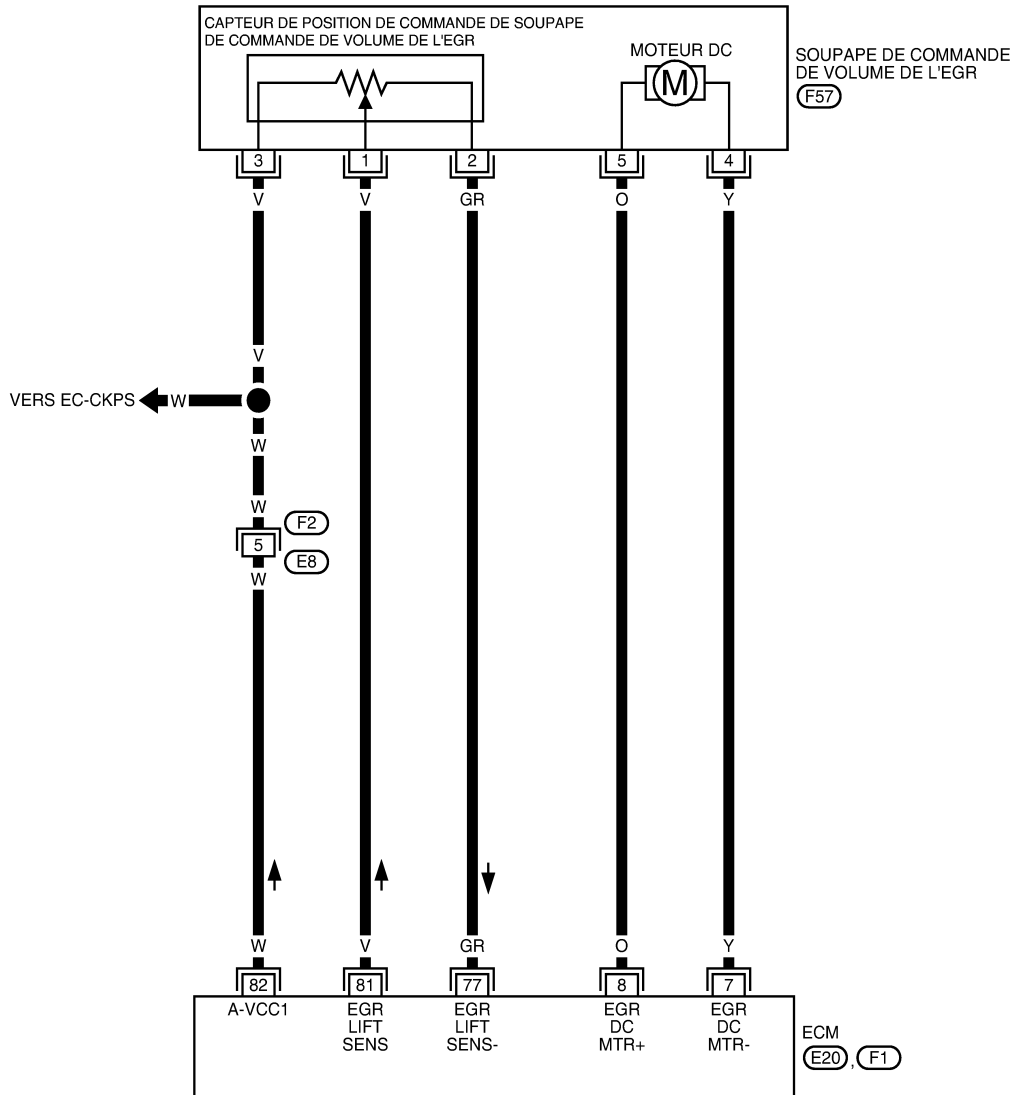 CAPTEUR DE POSITION DE COMMANDE DE SOUPAPE
DE COMMANDE DE VOLUME DE L'EGR
MOTEUR DC
M
SOUPAPE DE COMMANDE
DE VOLUME DE L'EGR
F57
3 1 2 5 4
V V GR O Y
V
VERS EC-CKPS W
W
W
F2
5
E8
W
W V GR O Y
82 81 77 8 7
A-VCC1
EGR
LIFT
SENS
EGR
LIFT
SENS-
EGR
DC
MTR+
EGR
DC
MTR-
ECM
E20 , F1